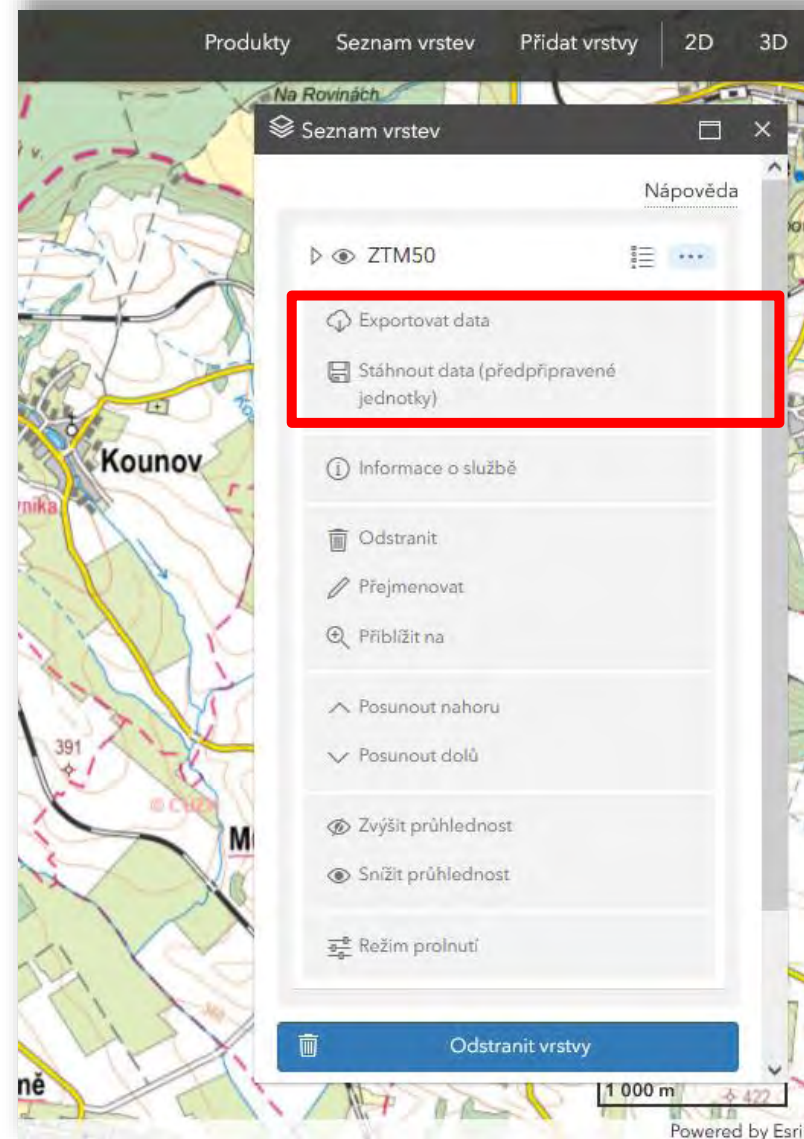 Produkty Seznam vrstev Přidat vrstvy 2D 3D
Na Rovinách
Seznam vrstev
Nápověda
ZTM50
Exportovat data
Stáhnout data (předpřipravené
jednotky)
Kounov
Informace o službě
Odstranit
Přejmenovat
Přiblížit na
Posunout nahoru
391
Posunout dolů
Zvýšit průhlednost
Snížit průhlednost
Režim prolnutí
Odstranit vrstvy
1 000 m
422
Powered by Esri